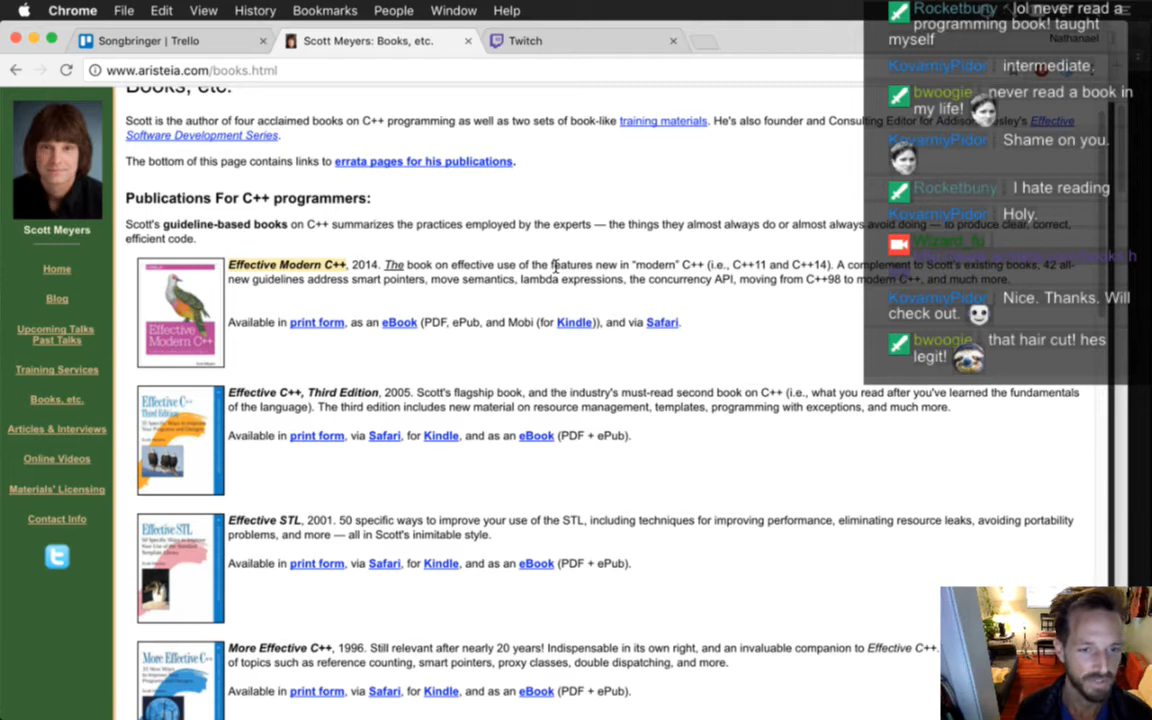 Chrome File Edit View History Bookmarks People Window Help
Songbringer | Trello
Scott Meyers: Books, etc.
Twitch
Nathanael
www.aristeia.com/books.html
Books, etc.
Scott is the author of four acclaimed books on C++ programming as well as two sets of book-like training materials. He's also founder and Consulting Editor for Addison Wesley's Effective
Software Development Series.
The bottom of this page contains links to errata pages for his publications.
Publications For C++ programmers:
Scott's guideline-based books on C++ summarizes the practices employed by the experts — the things they almost always do or almost always avoid doing — to produce clear, correct,
efficient code.
Effective Modern C++, 2014. The book on effective use of the features new in "modern" C++ (i.e., C++11 and C++14). A complement to Scott's existing books, 42 all-
new guidelines address smart pointers, move semantics, lambda expressions, the concurrency API, moving from C++98 to modern C++, and much more.
Available in print form, as an eBook (PDF, ePub, and Mobi (for Kindle)), and via Safari.
Effective C++, Third Edition, 2005. Scott's flagship book, and the industry's must-read second book on C++ (i.e., what you read after you've learned the fundamentals
of the language). The third edition includes new material on resource management, templates, programming with exceptions, and much more.
Available in print form, via Safari, for Kindle, and as an eBook (PDF + ePub).
Effective STL, 2001. 50 specific ways to improve your use of the STL, including techniques for improving performance, eliminating resource leaks, avoiding portability
problems, and more — all in Scott's inimitable style.
Available in print form, via Safari, for Kindle, and as an eBook (PDF + ePub).
More Effective C++, 1996. Still relevant after nearly 20 years! Indispensable in its own right, and an invaluable companion to Effective C++.
of topics such as reference counting, smart pointers, proxy classes, double dispatching, and more.
Available in print form, via Safari, for Kindle, and as an eBook (PDF + ePub).
Scott Meyers
Home
Blog
Upcoming Talks
Past Talks
Training Services
Books, etc.
Articles & Interviews
Online Videos
Materials' Licensing
Contact Info
Effective
Modern C++
Effective C++
Third Edition
Effective STL
More Effective C++
Rocketbuny lol never read a
programming book! taught
myself
KovarniyPidor intermediate,
bwoogie never read a book in
my life!
KovarniyPidor Shame on you.
Rocketbuny I hate reading
KovarniyPidor Holy.
Wizard_fu
KovarniyPidor Nice. Thanks. Will
check out.
bwoogie that hair cut! hes
legit!